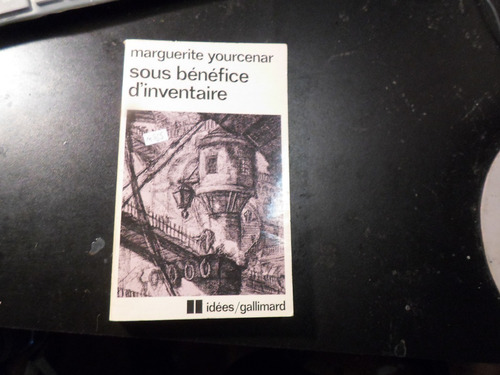 marguerite yourcenar
sous bénéfice
d'inventaire
idées/gallimard